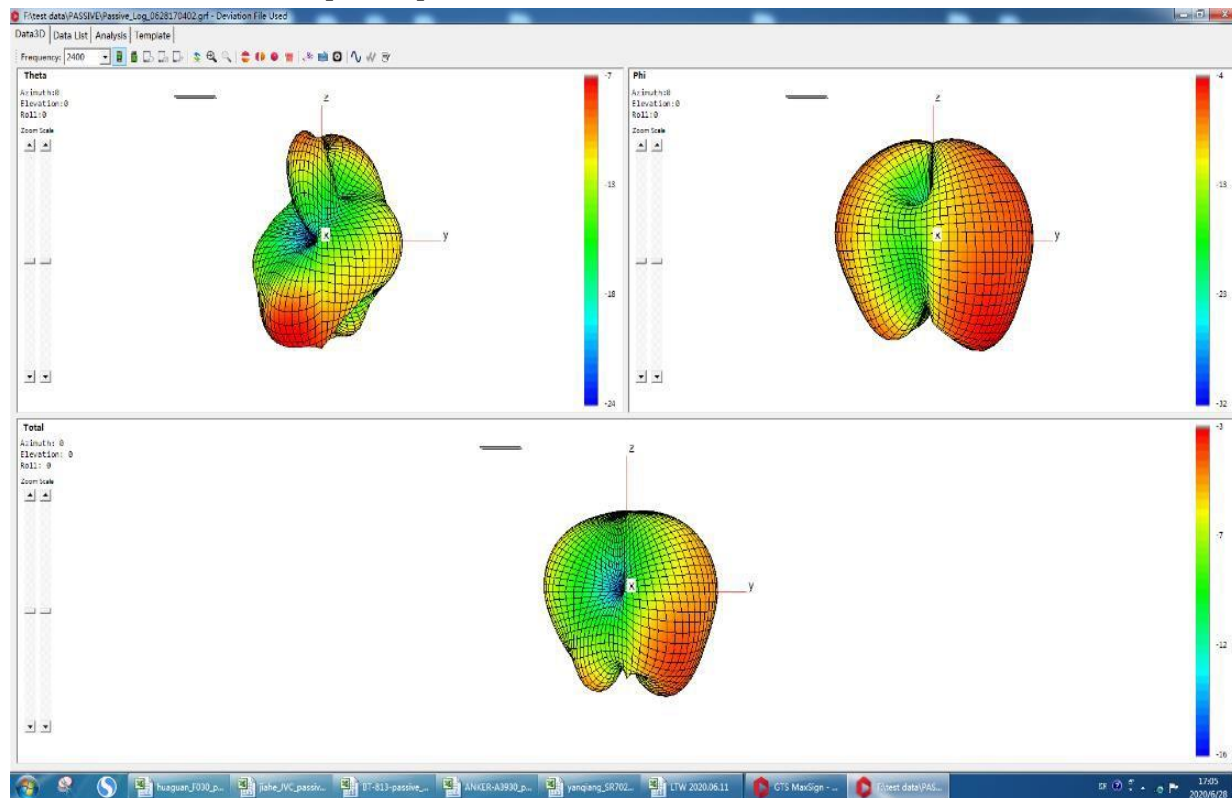 F:\test data\PASSIVE\Passive_Log_0628170402.grf - Deviation File Used
Data3D Data List Analysis Template
Frequency: 2400
Theta
Azimuth:0
Elevation:0
Roll:0
Zoom Scale
z
x
y
-7
-13
-18
-24
Phi
Azimuth:0
Elevation:0
Roll:0
Zoom Scale
z
x
y
-4
-13
-23
-32
Total
Azimuth: 0
Elevation: 0
Roll: 0
Zoom Scale
z
x
y
-3
-7
-12
-16
huaguan_F030_p... jiahe_JVC_passiv... BT-813-passive_... ANKER-A3930_p... yanqiang_SR702... LTW 2020.06.11 GTS MaxSign - ... F:\test data\PAS...
17:05
2020/6/28